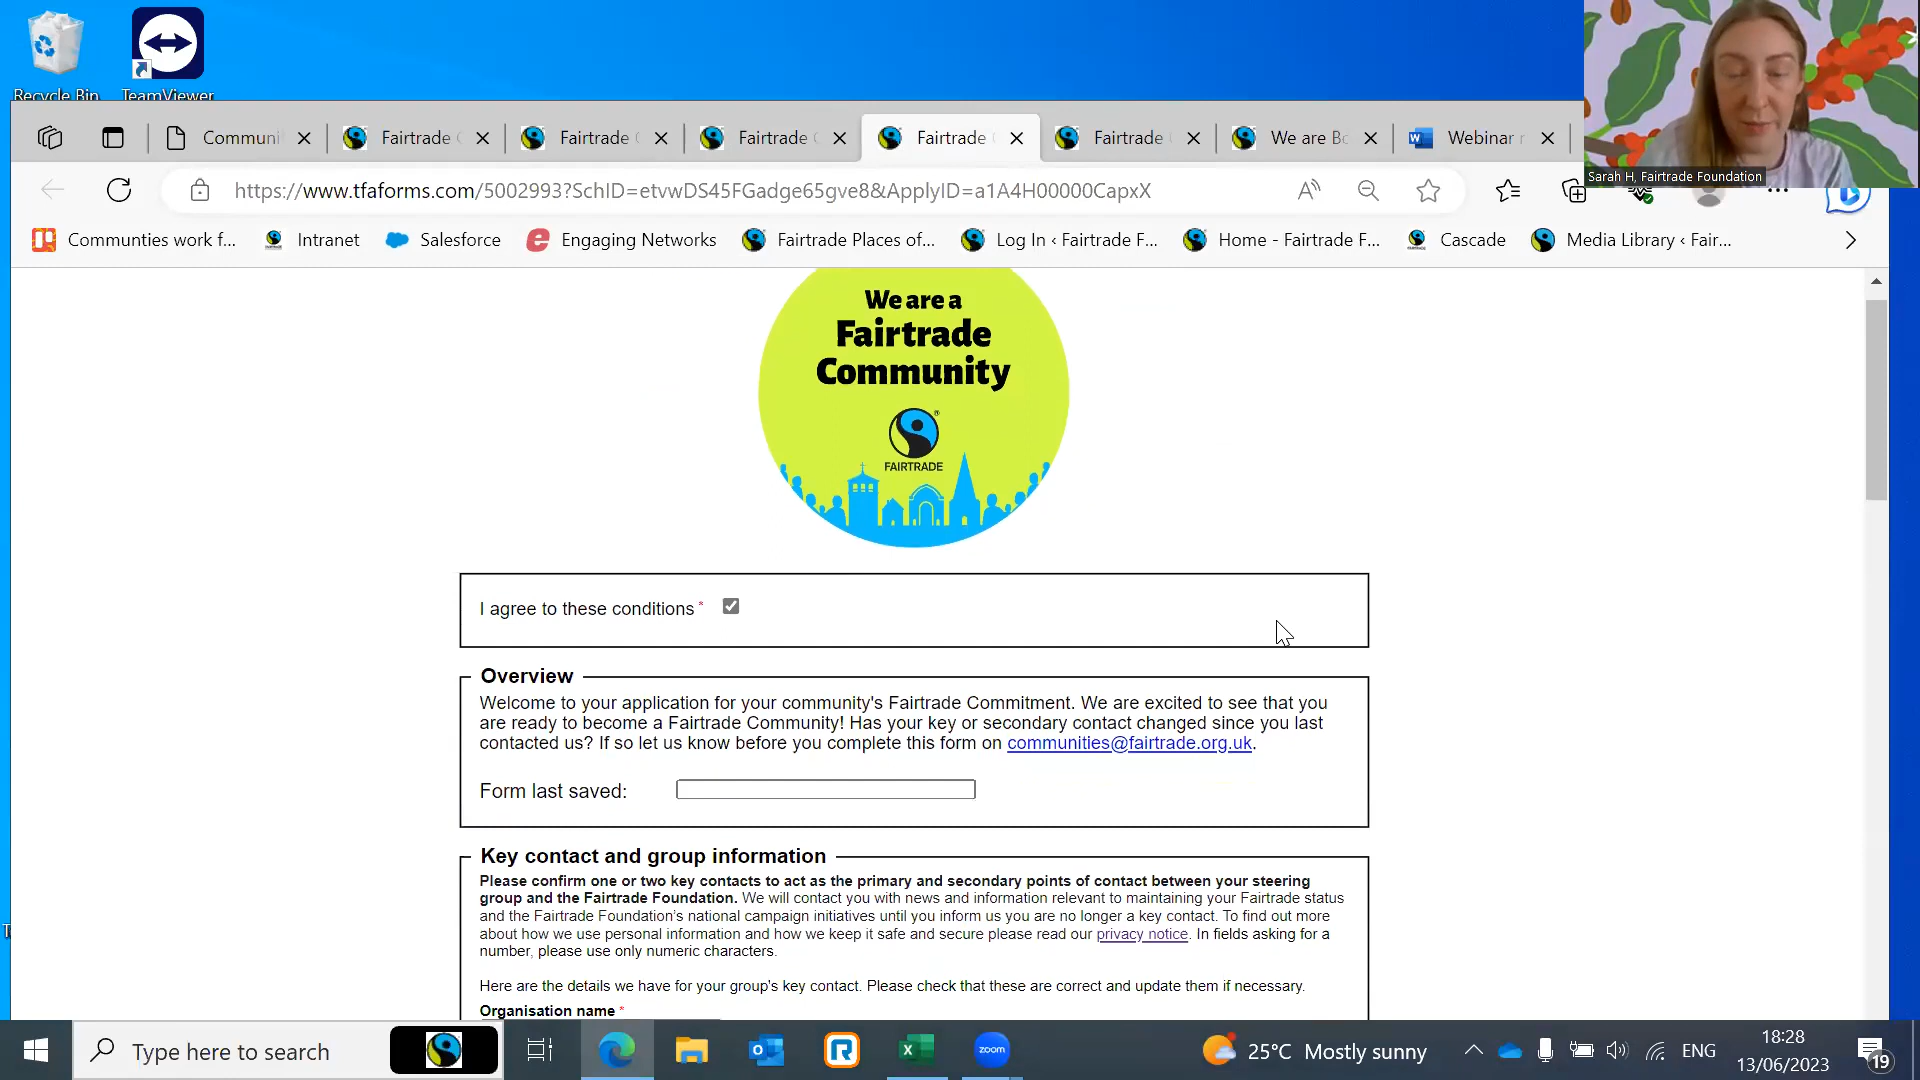 Recycle Bin
TeamViewer
Sarah H, Fairtrade Foundation
Communi
Fairtrade
Fairtrade
Fairtrade
Fairtrade
Fairtrade
We are Bo
Webinar
https://www.tfaforms.com/5002993?SchID=etvwDS45FGadge65gve8&ApplyID=a1A4H00000CapxX
Communties work f...
Intranet
Salesforce
Engaging Networks
Fairtrade Places of...
Log In ‹ Fairtrade F...
Home - Fairtrade F...
Cascade
Media Library ‹ Fair...
We are a
Fairtrade
Community
FAIRTRADE
I agree to these conditions *
Overview
Welcome to your application for your community's Fairtrade Commitment. We are excited to see that you
are ready to become a Fairtrade Community! Has your key or secondary contact changed since you last
contacted us? If so let us know before you complete this form on communities@fairtrade.org.uk.
Form last saved:
Key contact and group information
Please confirm one or two key contacts to act as the primary and secondary points of contact between your steering
group and the Fairtrade Foundation. We will contact you with news and information relevant to maintaining your Fairtrade status
and the Fairtrade Foundation's national campaign initiatives until you inform us you are no longer a key contact. To find out more
about how we use personal information and how we keep it safe and secure please read our privacy notice. In fields asking for a
number, please use only numeric characters.
Here are the details we have for your group's key contact. Please check that these are correct and update them if necessary.
Organisation name *
Type here to search
zoom
25°C Mostly sunny
ENG
18:28
13/06/2023
19